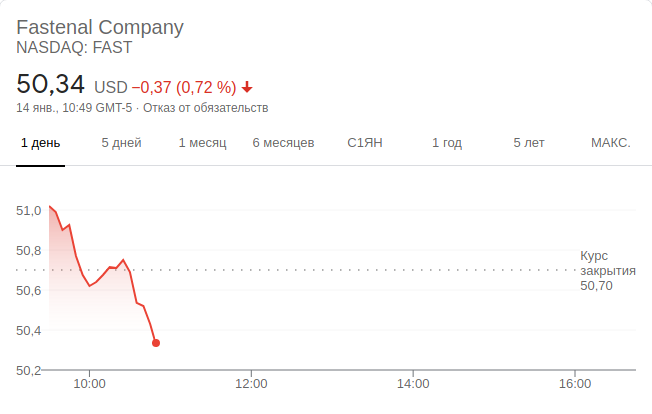 Fastenal Company
NASDAQ: FAST
50,34 USD −0,37 (0,72 %)
14 янв., 10:49 GMT-5 · Отказ от обязательств
1 день 5 дней 1 месяц 6 месяцев С1ЯН 1 год 5 лет МАКС.
51,0
50,8
Курс
закрытия
50,70
50,6
50,4
50,2
10:00 12:00 14:00 16:00